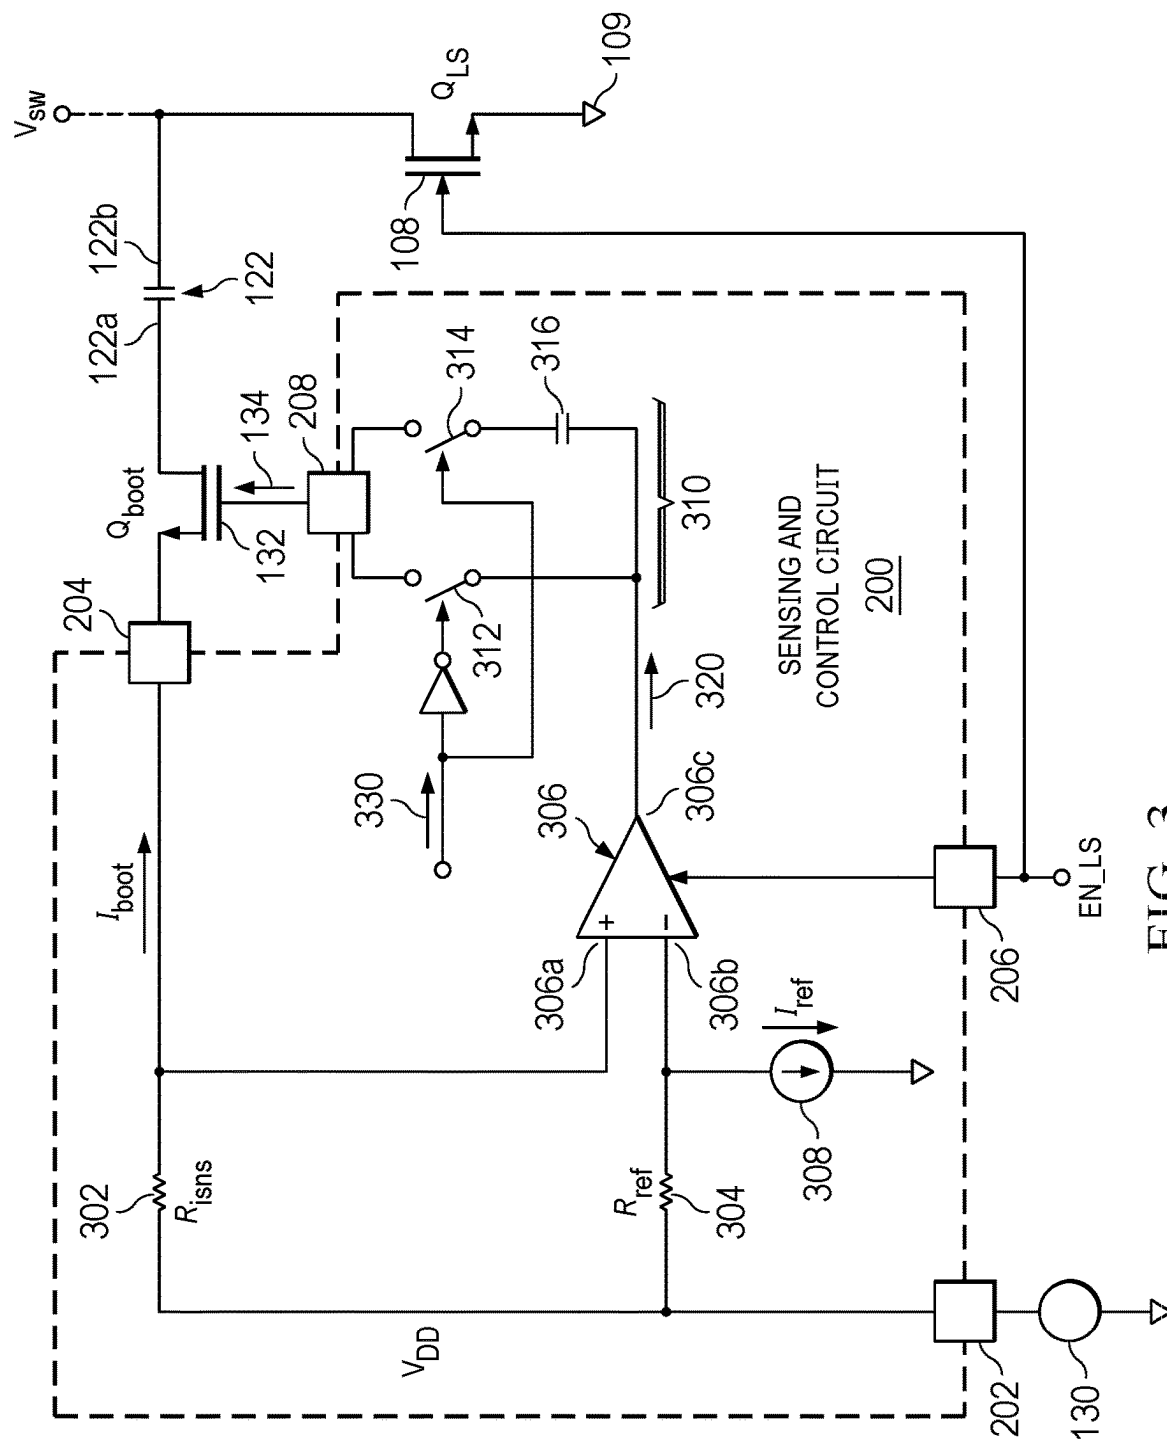 V_SW
122a
122b
122
Q_boot
132
134
204
208
I_boot
302
R_isns
V_DD
330
312
314
316
310
108
Q_LS
109
306
306a
306b
306c
+
−
320
R_ref
304
308
I_ref
SENSING AND
CONTROL CIRCUIT
200
202
130
206
EN_LS
FIG. 3